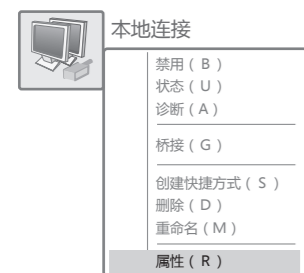 本地连接
禁用（B）
状态（U）
诊断（A）
桥接（G）
创建快捷方式（S）
删除（D）
重命名（M）
属性（R）